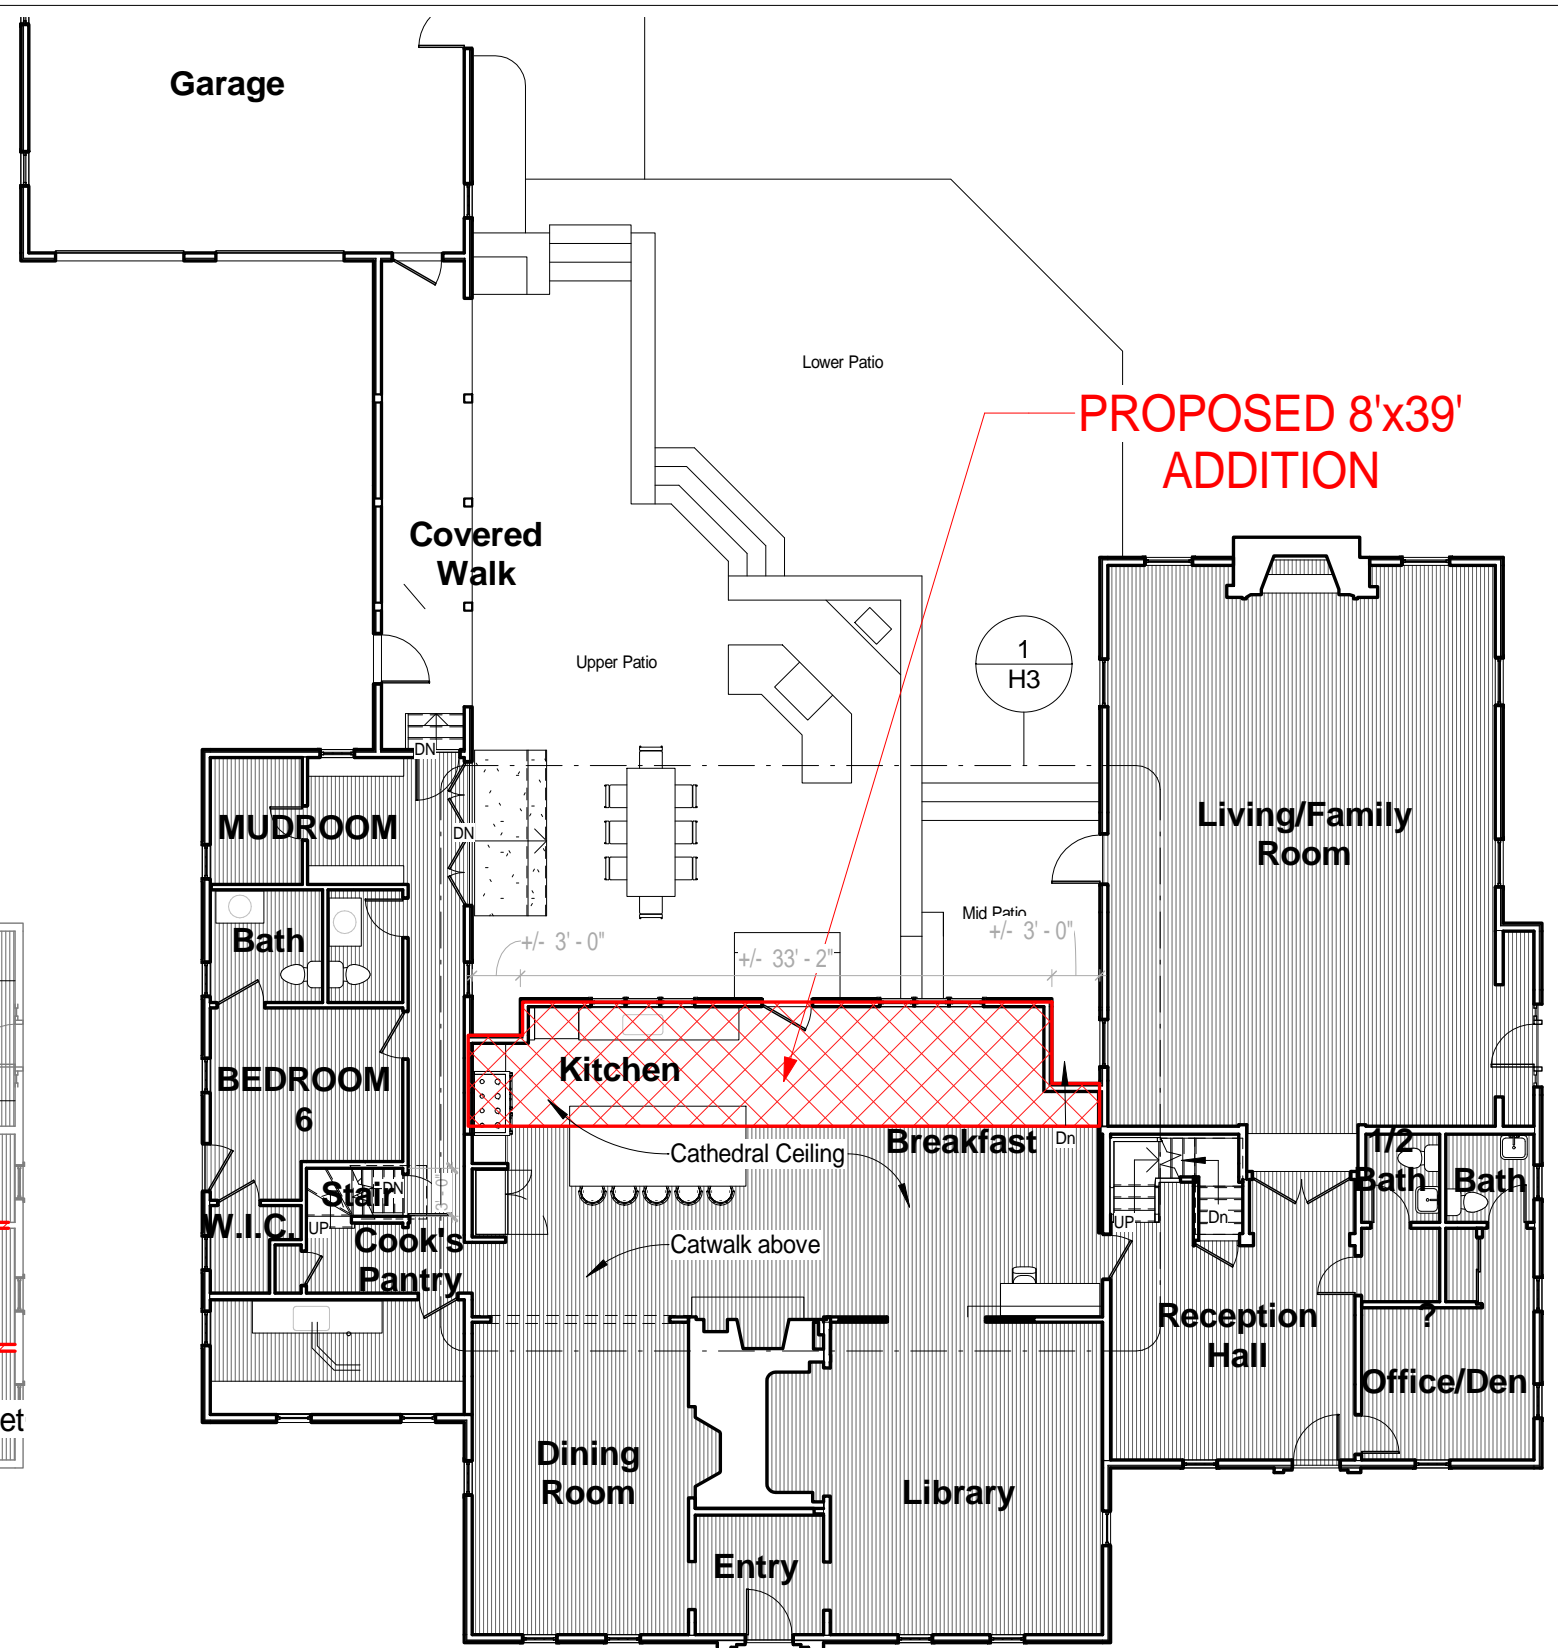 Garage
Lower Patio
PROPOSED 8'x39'
ADDITION
Covered
Walk
1
H3
Upper Patio
DN
MUDROOM
DN
Living/Family
Room
Bath
Mid Patio
+/- 3' - 0"
+/- 33' - 2"
+/- 3' - 0"
Kitchen
BEDROOM
6
Dn
Breakfast
Cathedral Ceiling
1/2
Bath
Bath
Stair
DN
3' - 0"
W.I.C.
UP
Cook's
Pantry
UP
Dn
Catwalk above
Reception
Hall
?
Office/Den
et
Dining
Room
Library
Entry